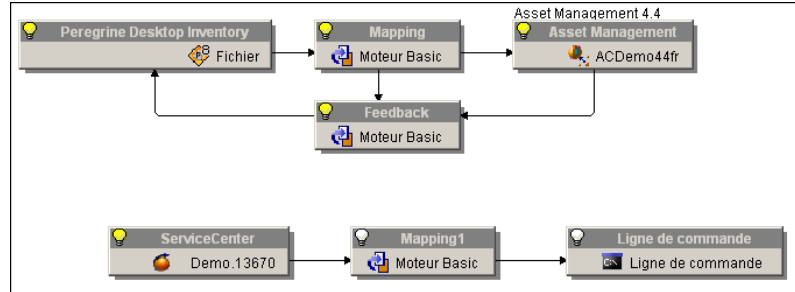 Asset Management 4.4
Peregrine Desktop Inventory
Fichier
Mapping
Moteur Basic
Asset Management
ACDemo44fr
Feedback
Moteur Basic
ServiceCenter
Demo.13670
Mapping1
Moteur Basic
Ligne de commande
Ligne de commande